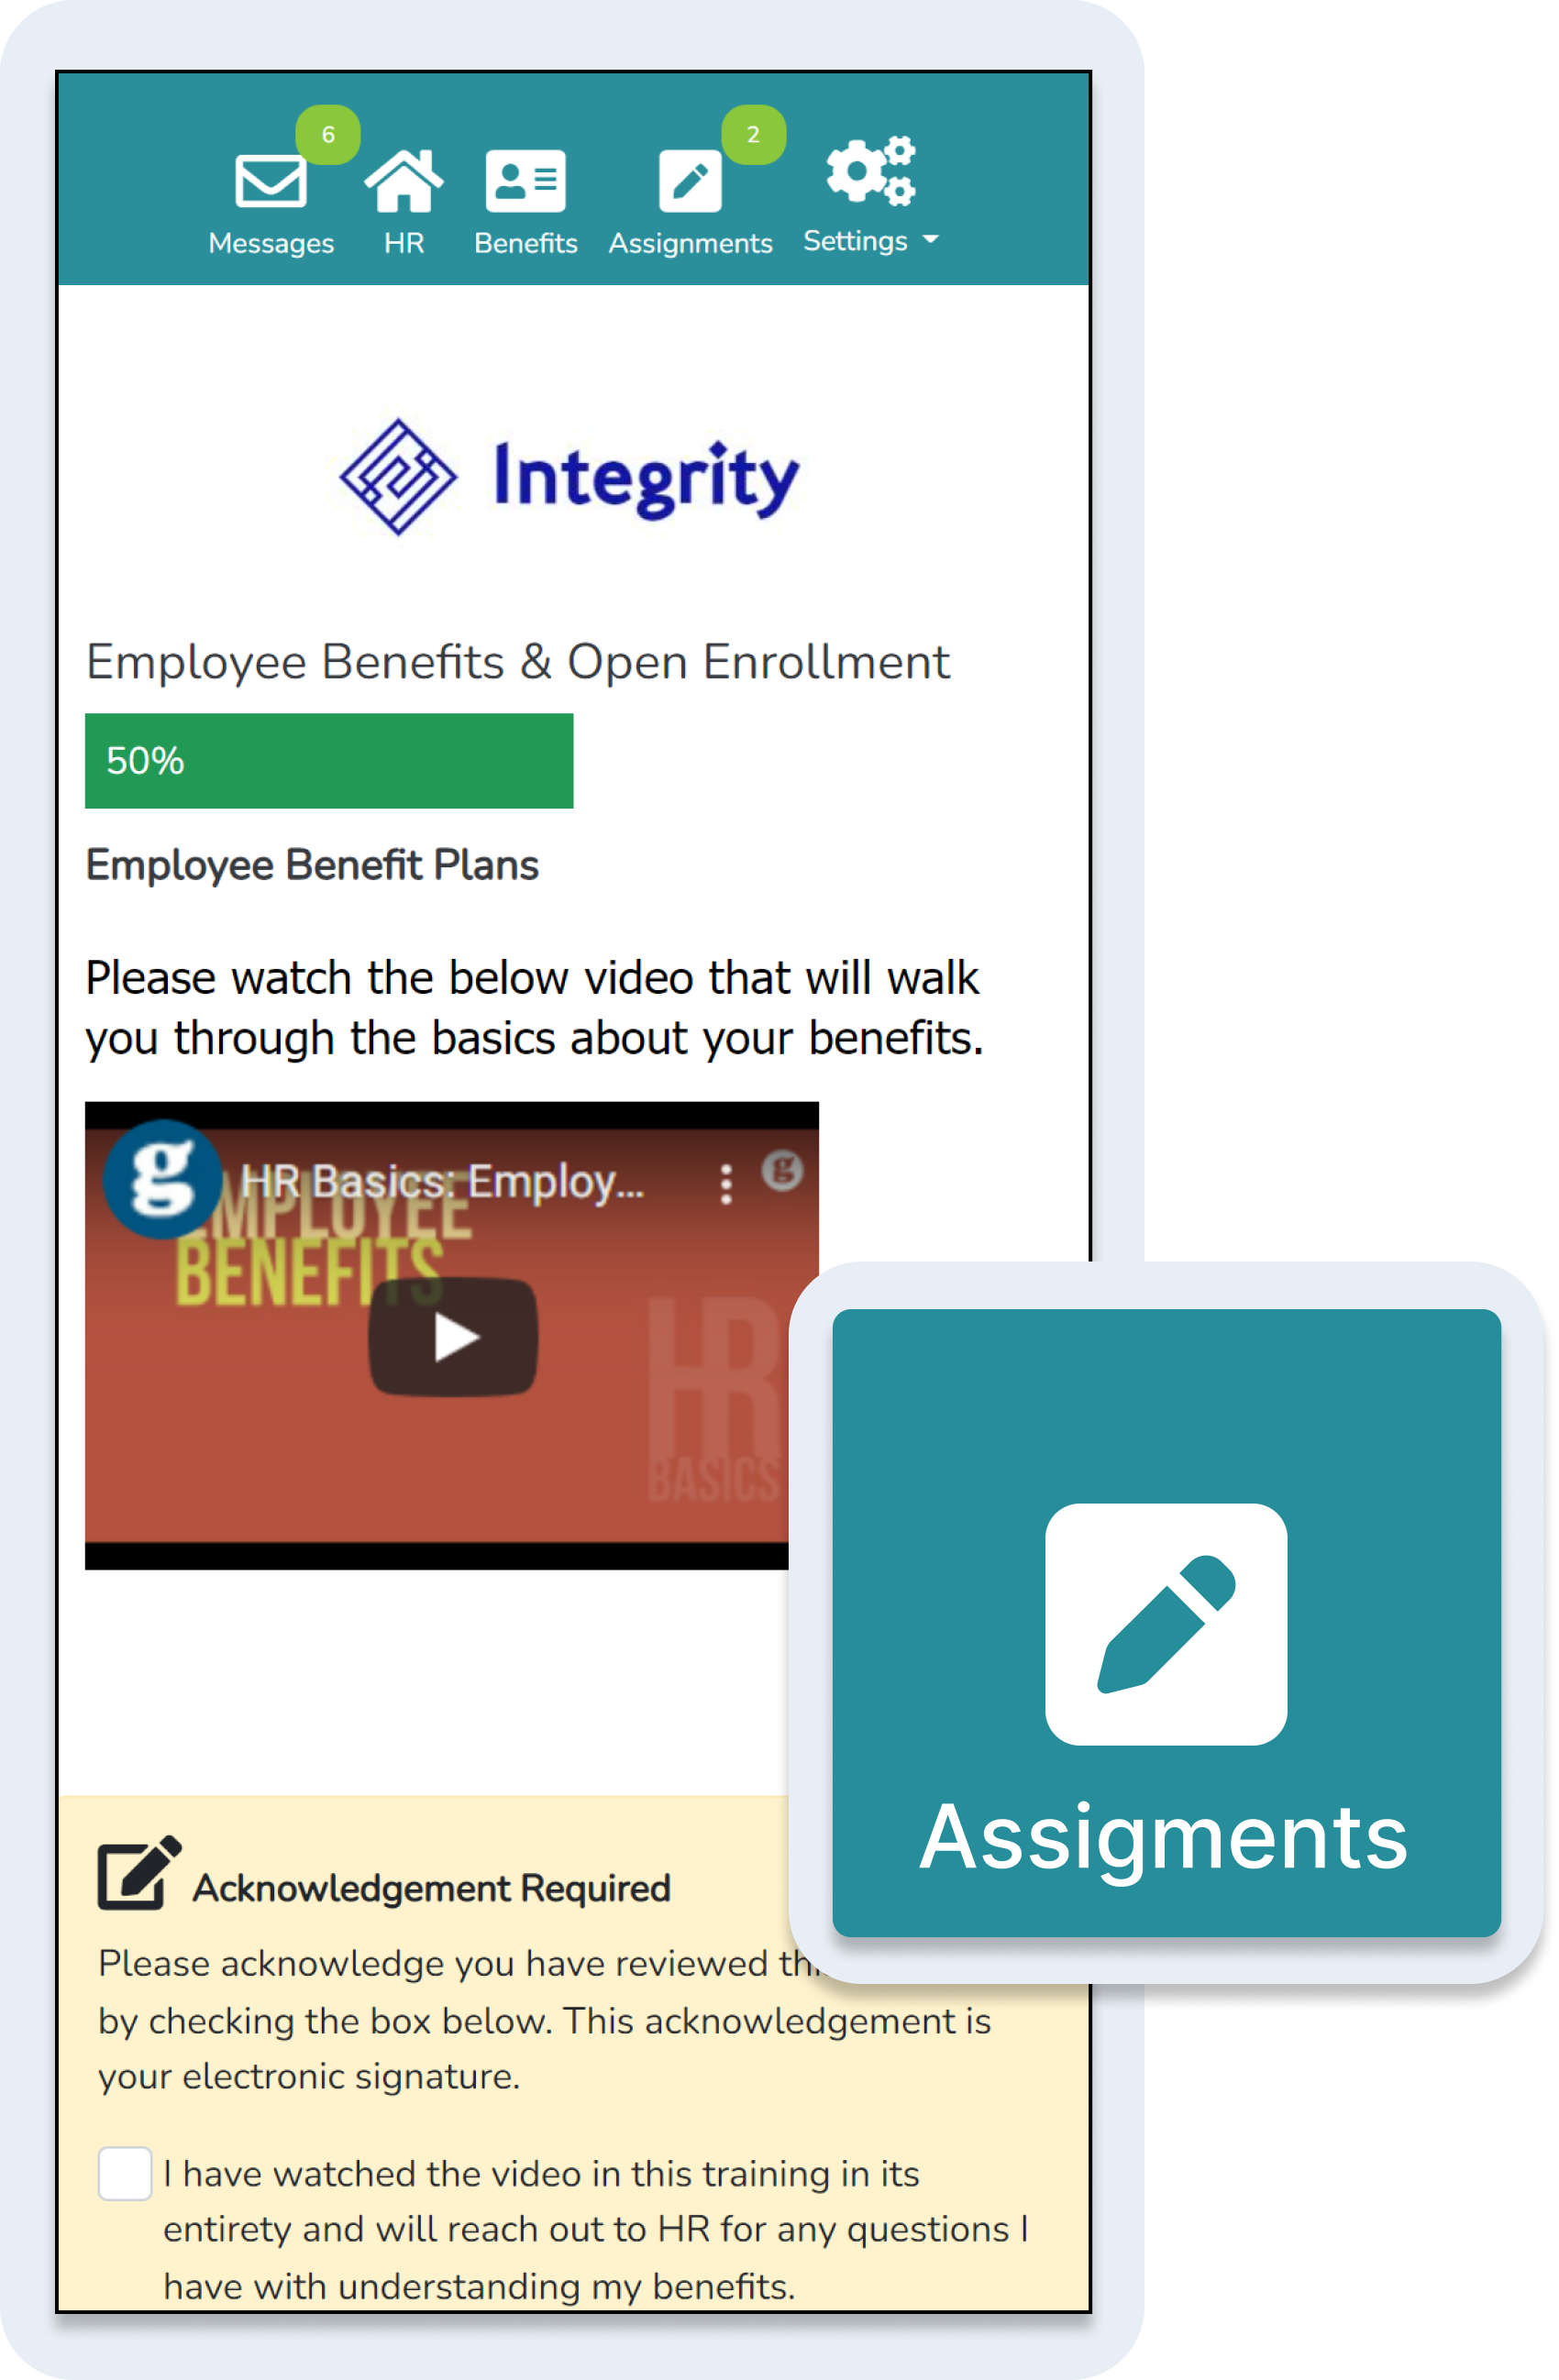 6
2
Messages HR Benefits Assignments Settings
Integrity
Employee Benefits & Open Enrollment
50%
Employee Benefit Plans
Please watch the below video that will walk
you through the basics about your benefits.
g
HR Basics: Employ...
g
EMPLOYEE
BENEFITS
HR
BASICS
Assigments
Acknowledgement Required
Please acknowledge you have reviewed
by checking the box below. This acknowledgement is
your electronic signature.
I have watched the video in this training in its
entirety and will reach out to HR for any questions I
have with understanding my benefits.